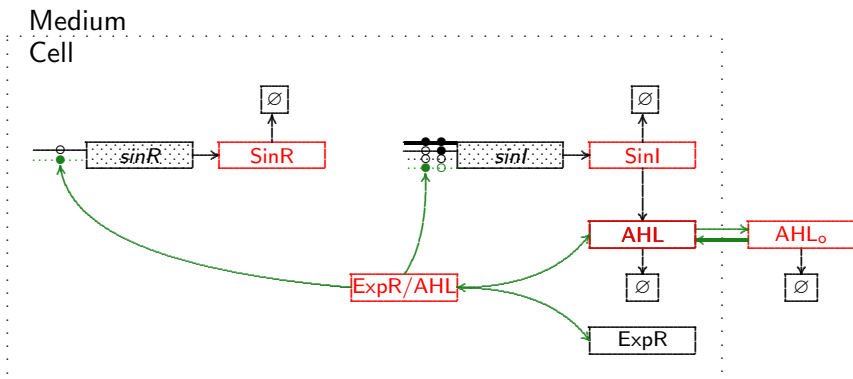 Medium
Cell
∅ ∅
sinR SinR sinI SinI
AHL AHLₒ
ExpR/AHL ∅ ∅
ExpR